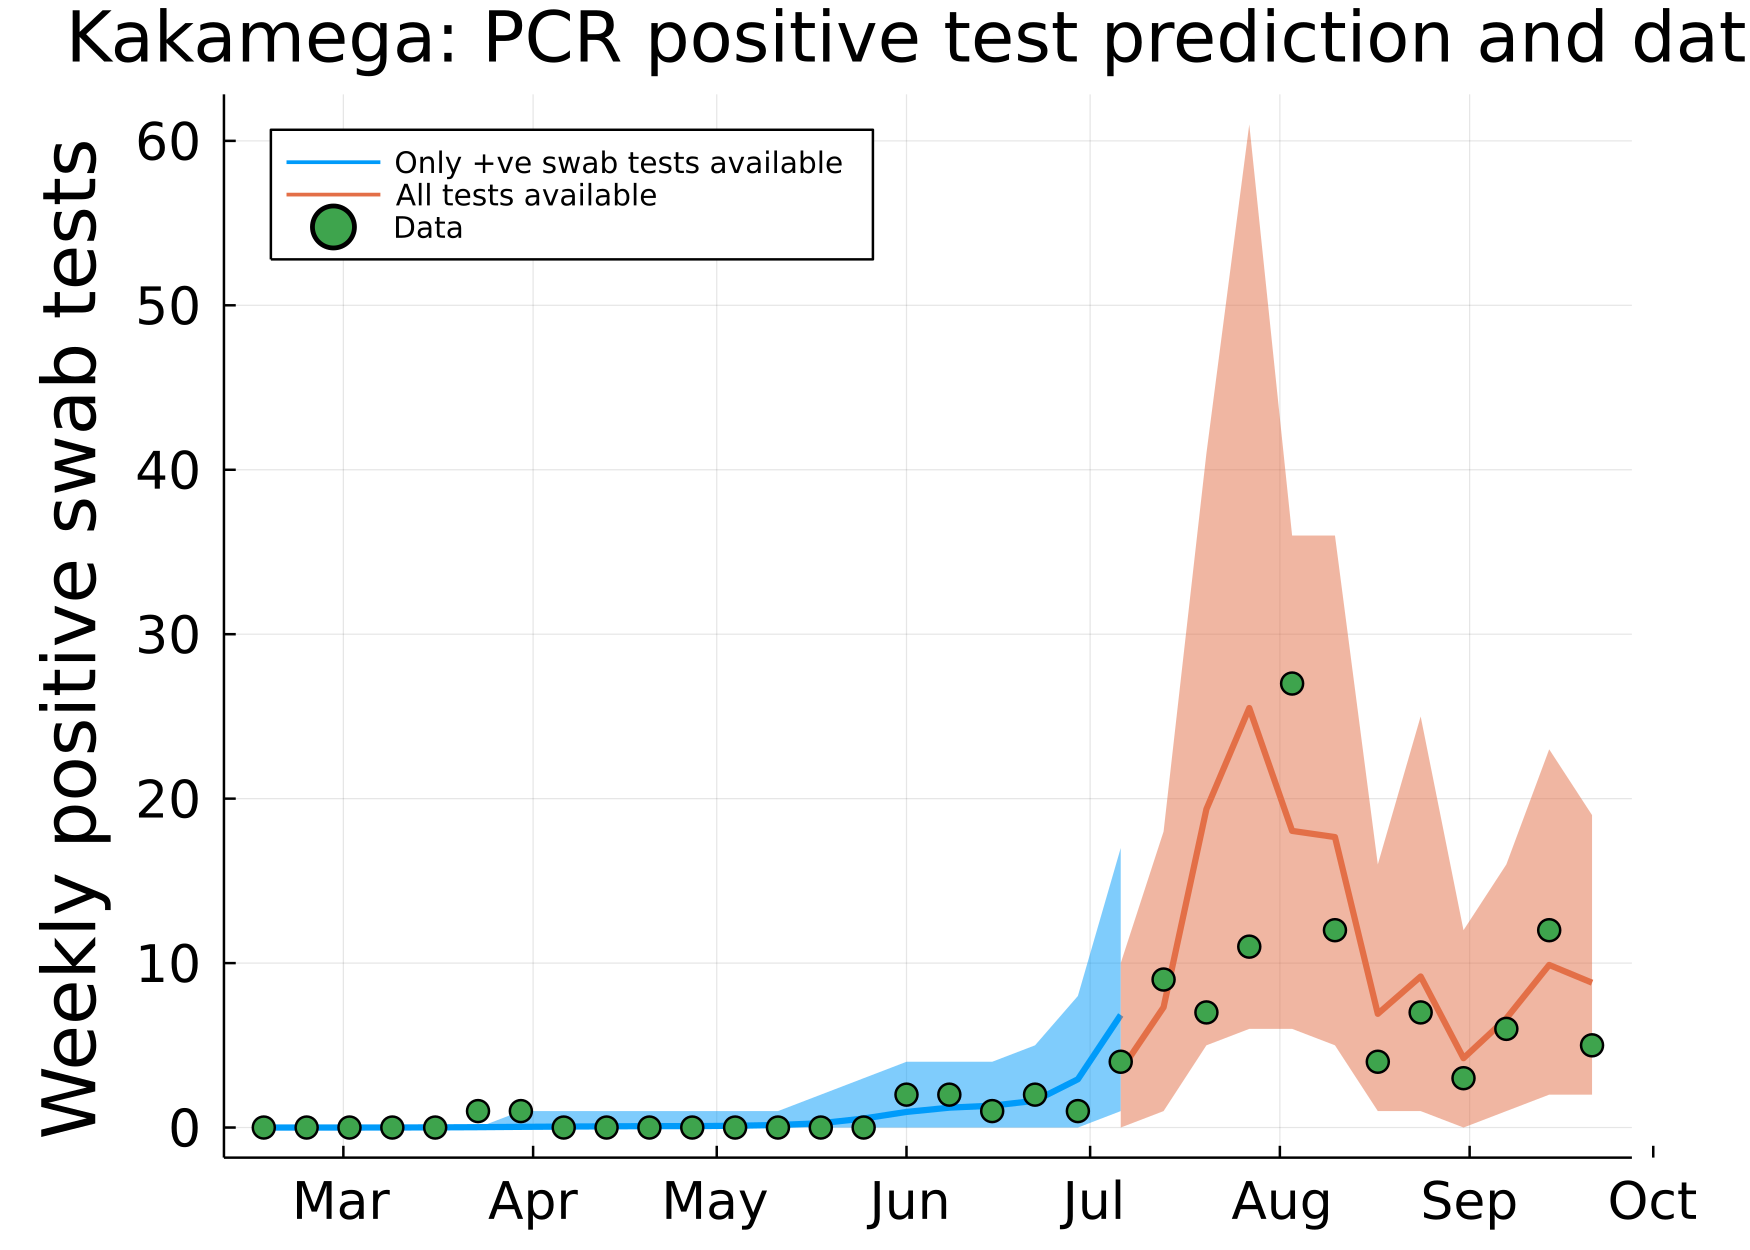 Kakamega: PCR positive test prediction and dat
Weekly positive swab tests
60
50
40
30
20
10
0
Only +ve swab tests available
All tests available
Data
Mar Apr May Jun Jul Aug Sep Oct